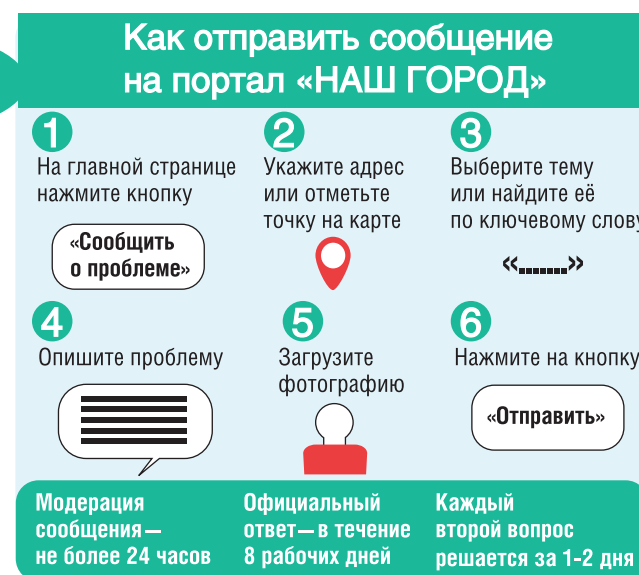 Как отправить сообщение
на портал «НАШ ГОРОД»
1
На главной странице
нажмите кнопку
«Сообщить
о проблеме»
2
Укажите адрес
или отметьте
точку на карте
3
Выберите тему
или найдите её
по ключевому слову
«.......»
4
Опишите проблему
5
Загрузите
фотографию
6
Нажмите на кнопку
«Отправить»
Модерация
сообщения—
не более 24 часов
Официальный
ответ—в течение
8 рабочих дней
Каждый
второй вопрос
решается за 1-2 дня